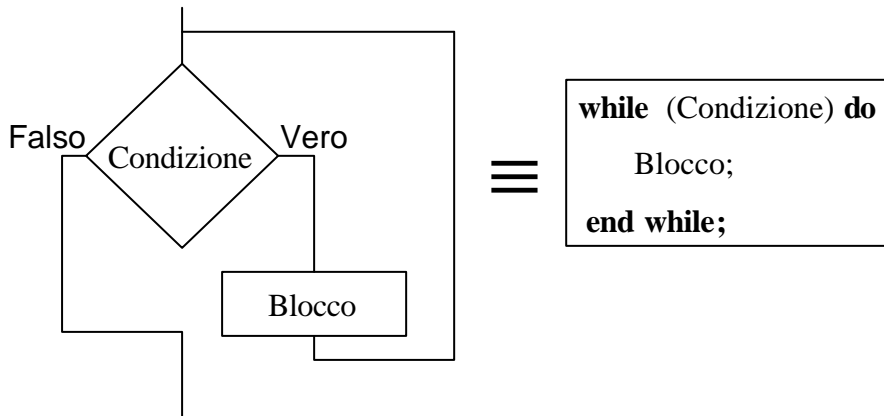 Falso
Vero
Condizione
Blocco
≡
while (Condizione) do
Blocco;
end while;